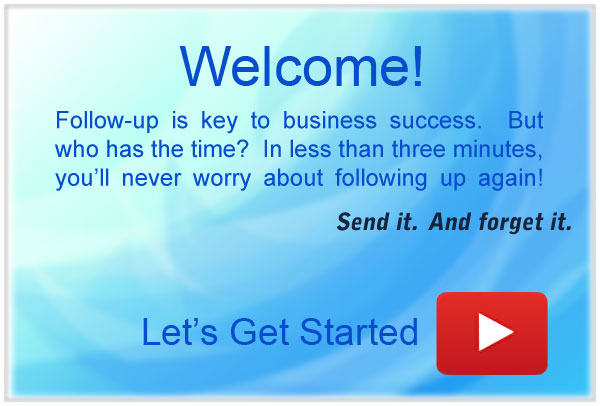 Welcome!
Follow-up is key to business success.  But
who has the time?  In less than three minutes,
you’ll never worry about following up again!
Send it.  And forget it.
Let’s Get Started